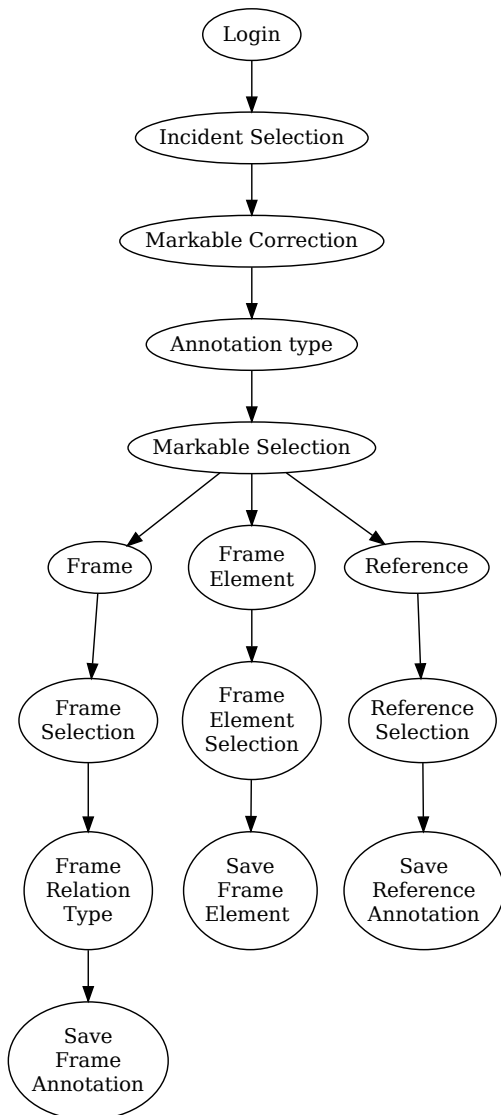 Login
Incident Selection
Markable Correction
Annotation type
Markable Selection
Frame
Frame
Element
Reference
Frame
Selection
Frame
Element
Selection
Reference
Selection
Frame
Relation
Type
Save
Frame
Element
Save
Reference
Annotation
Save
Frame
Annotation